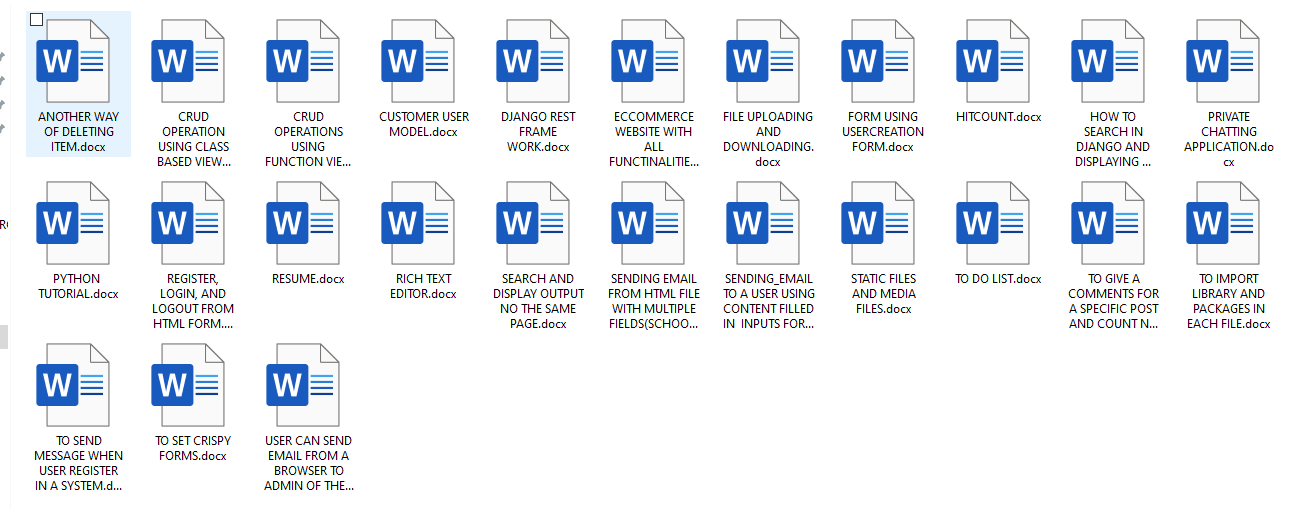 ANOTHER WAY
OF DELETING
ITEM.docx
CRUD
OPERATION
USING CLASS
BASED VIEW...
CRUD
OPERATIONS
USING
FUNCTION VIE...
CUSTOMER USER
MODEL.docx
DJANGO REST
FRAME
WORK.docx
ECCOMMERCE
WEBSITE WITH
ALL
FUNCTINALITIE...
FILE UPLOADING
AND
DOWNLOADING.
docx
FORM USING
USERCREATION
FORM.docx
HITCOUNT.docx
HOW TO
SEARCH IN
DJANGO AND
DISPLAYING ...
PRIVATE
CHATTING
APPLICATION.do
cx
PYTHON
TUTORIAL.docx
REGISTER,
LOGIN, AND
LOGOUT FROM
HTML FORM....
RESUME.docx
RICH TEXT
EDITOR.docx
SEARCH AND
DISPLAY OUTPUT
NO THE SAME
PAGE.docx
SENDING EMAIL
FROM HTML FILE
WITH MULTIPLE
FIELDS(SCHOO...
SENDING_EMAIL
TO A USER USING
CONTENT FILLED
IN INPUTS FOR...
STATIC FILES
AND MEDIA
FILES.docx
TO DO LIST.docx
TO GIVE A
COMMENTS FOR
A SPECIFIC POST
AND COUNT N...
TO IMPORT
LIBRARY AND
PACKAGES IN
EACH FILE.docx
TO SEND
MESSAGE WHEN
USER REGISTER
IN A SYSTEM.d...
TO SET CRISPY
FORMS.docx
USER CAN SEND
EMAIL FROM A
BROWSER TO
ADMIN OF THE...